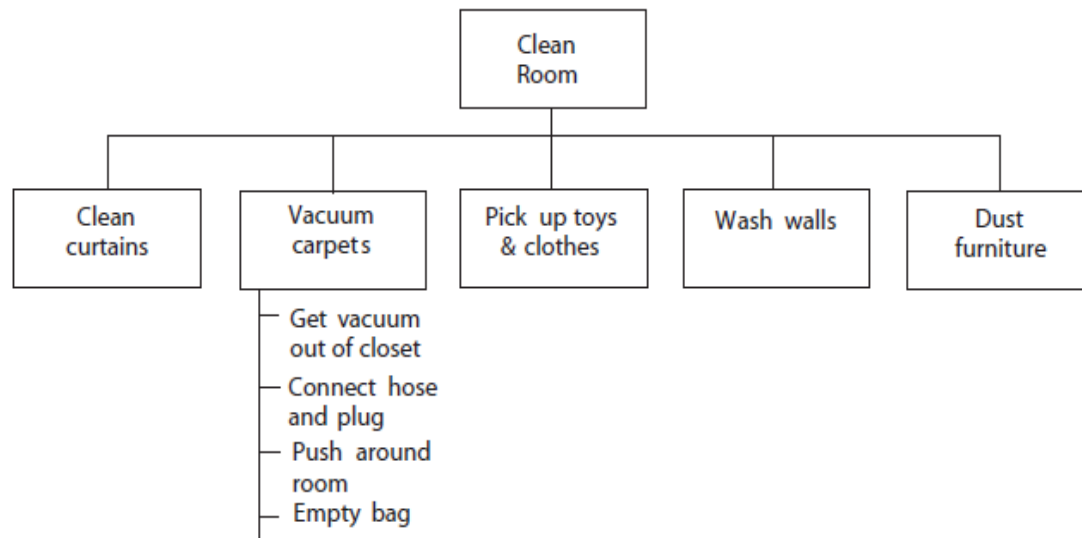 Clean
Room
Clean
curtains
Vacuum
carpets
Pick up toys
& clothes
Wash walls
Dust
furniture
Get vacuum
out of closet
Connect hose
and plug
Push around
room
Empty bag